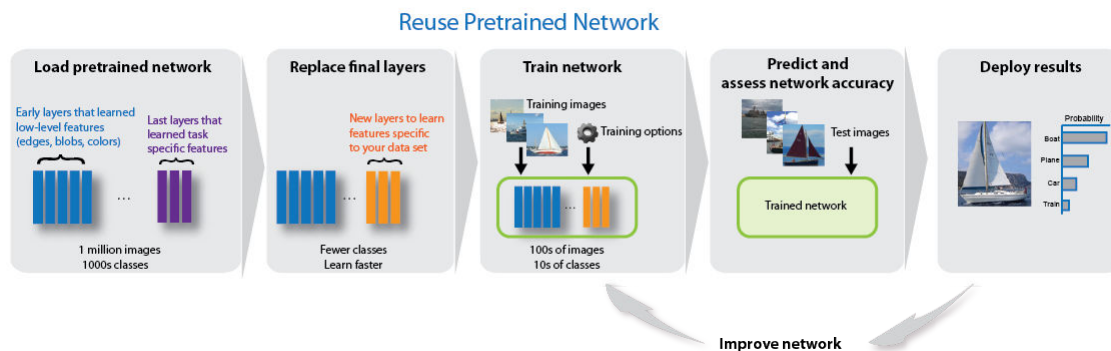 Reuse Pretrained Network
Load pretrained network
Early layers that learned
low-level features
(edges, blobs, colors)
Last layers that
learned task
specific features
...
1 million images
1000s classes
Replace final layers
New layers to learn
features specific
to your data set
...
Fewer classes
Learn faster
Train network
Training images
Training options
...
100s of images
10s of classes
Predict and
assess network accuracy
Test images
Trained network
Deploy results
Probability
Boat
Plane
Car
Train
Improve network